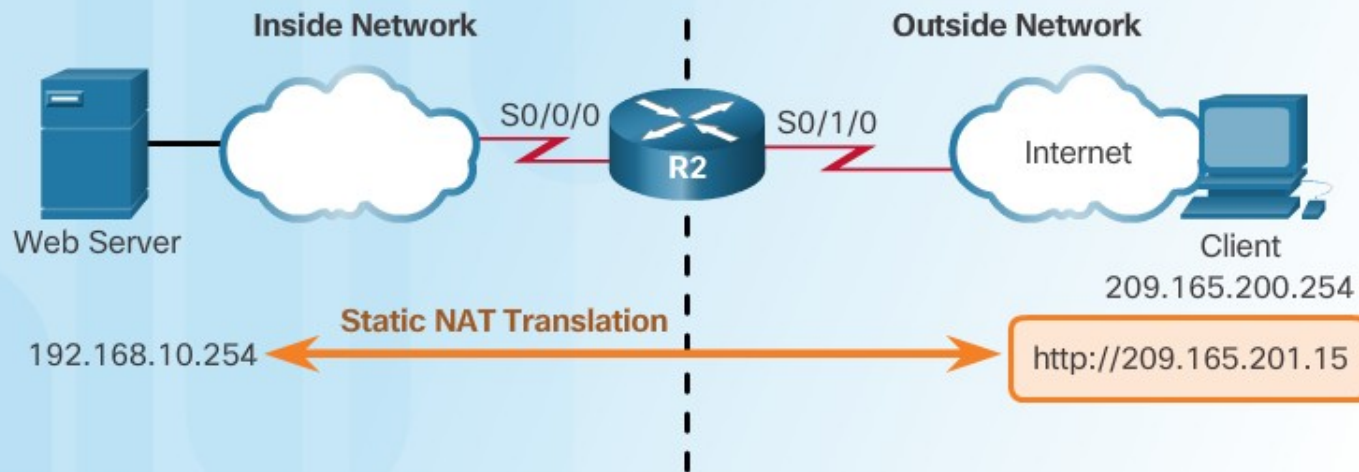 Inside Network
Outside Network
S0/0/0
S0/1/0
R2
Internet
Web Server
Client
209.165.200.254
Static NAT Translation
192.168.10.254
http://209.165.201.15